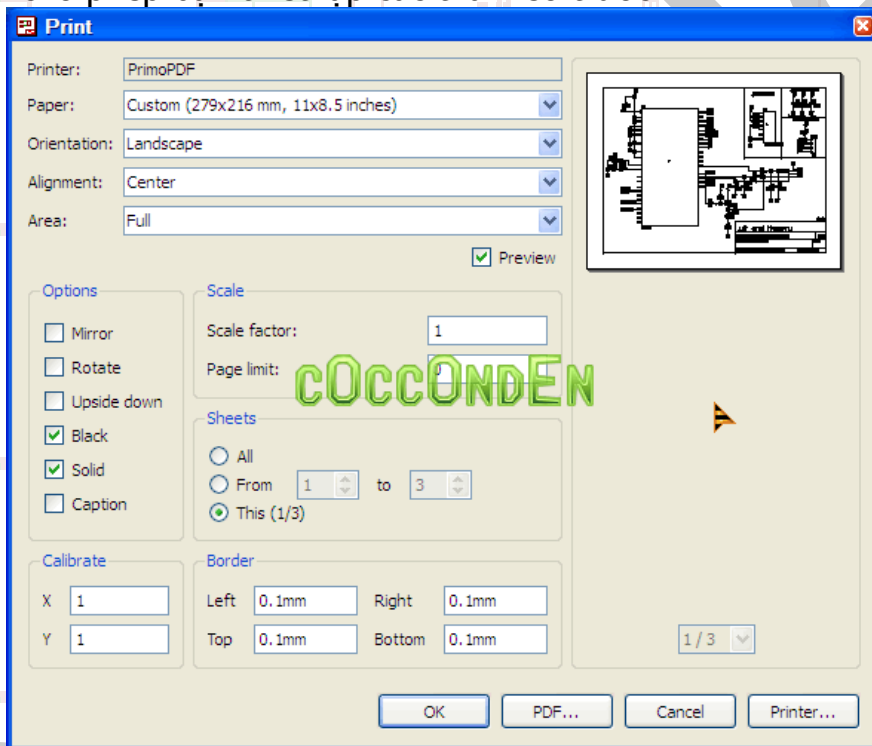 Print
Printer: PrimoPDF
Paper: Custom (279x216 mm, 11x8.5 inches)
Orientation: Landscape
Alignment: Center
Area: Full
Preview
Options
Mirror
Rotate
Upside down
Black
Solid
Caption
Scale
Scale factor: 1
Page limit:
cOccOndEn
Sheets
All
From 1 to 3
This (1/3)
Calibrate
X 1
Y 1
Border
Left 0.1mm Right 0.1mm
Top 0.1mm Bottom 0.1mm
1 / 3
OK PDF... Cancel Printer...